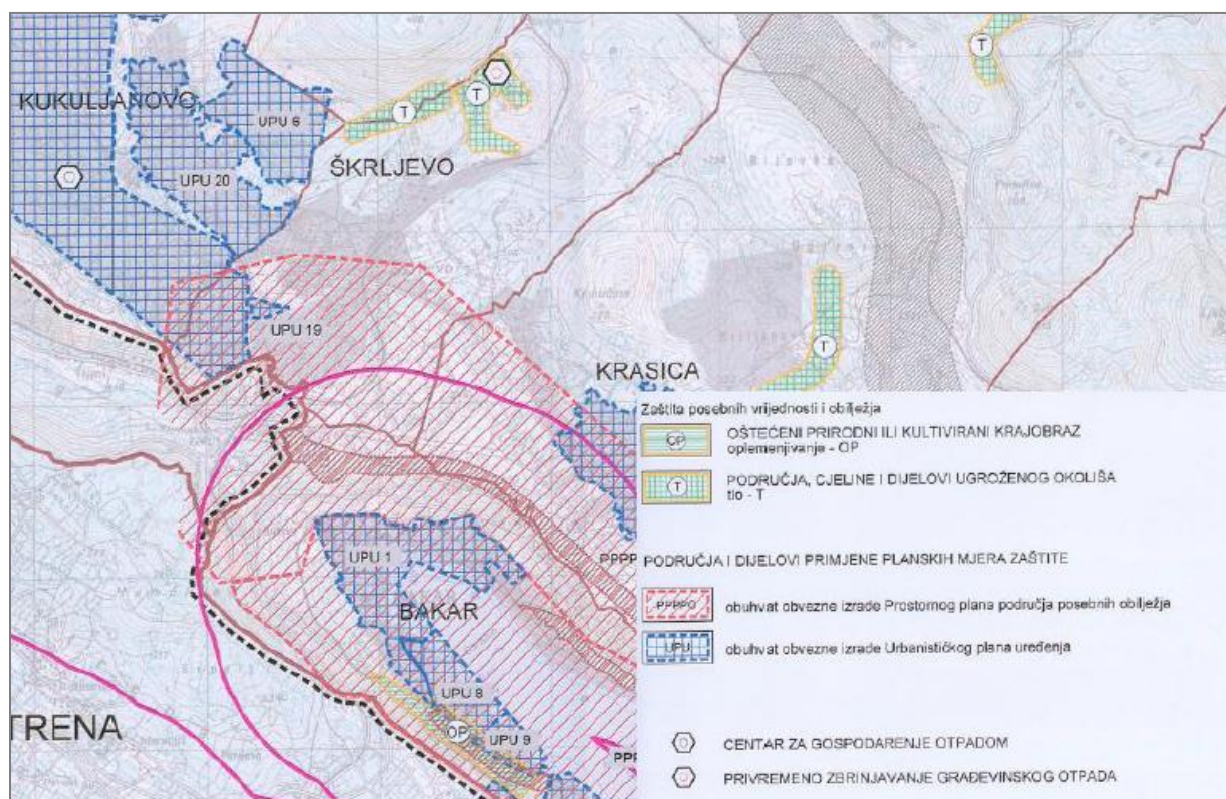 T
T
T
KUKULJANOVO
UPU 6
ŠKRLJEVO
UPU 20
UPU 19
T
KRASICA
Zaštita posebnih vrijednosti i obilježja
OP
OŠTEĆENI PRIRODNI ILI KULTIVIRANI KRAJOBRAZ
oplemenjivanje - OP
T
PODRUČJA, CJELINE I DIJELOVI UGROŽENOG OKOLIŠA
tlo - T
UPU 1
PODRUČJA I DIJELOVI PRIMJENE PLANSKIH MJERA ZAŠTITE
BAKAR
PPPPO
obuhvat obvezne izrade Prostornog plana područja posebnih obilježja
UPU
obuhvat obvezne izrade Urbanističkog plana uređenja
UPU 8
TRENA
OP
UPU 9
CENTAR ZA GOSPODARENJE OTPADOM
PRIVREMENO ZBRINJAVANJE GRAĐEVINSKOG OTPADA